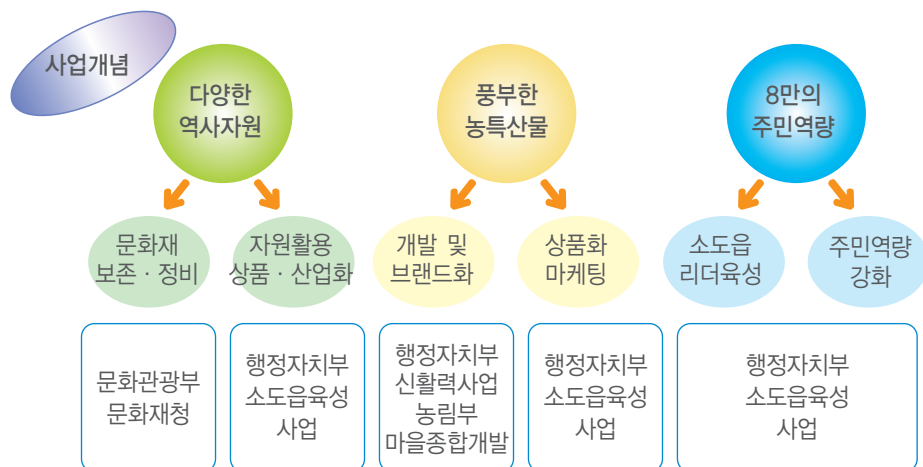 사업개념
다양한
역사자원
풍부한
농특산물
8만의
주민역량
문화재
보존 · 정비
자원활용
상품 · 산업화
개발 및
브랜드화
상품화
마케팅
소도읍
리더육성
주민역량
강화
문화관광부
문화재청
행정자치부
소도읍육성
사업
행정자치부
신활력사업
농림부
마을종합개발
행정자치부
소도읍육성
사업
행정자치부
소도읍육성
사업